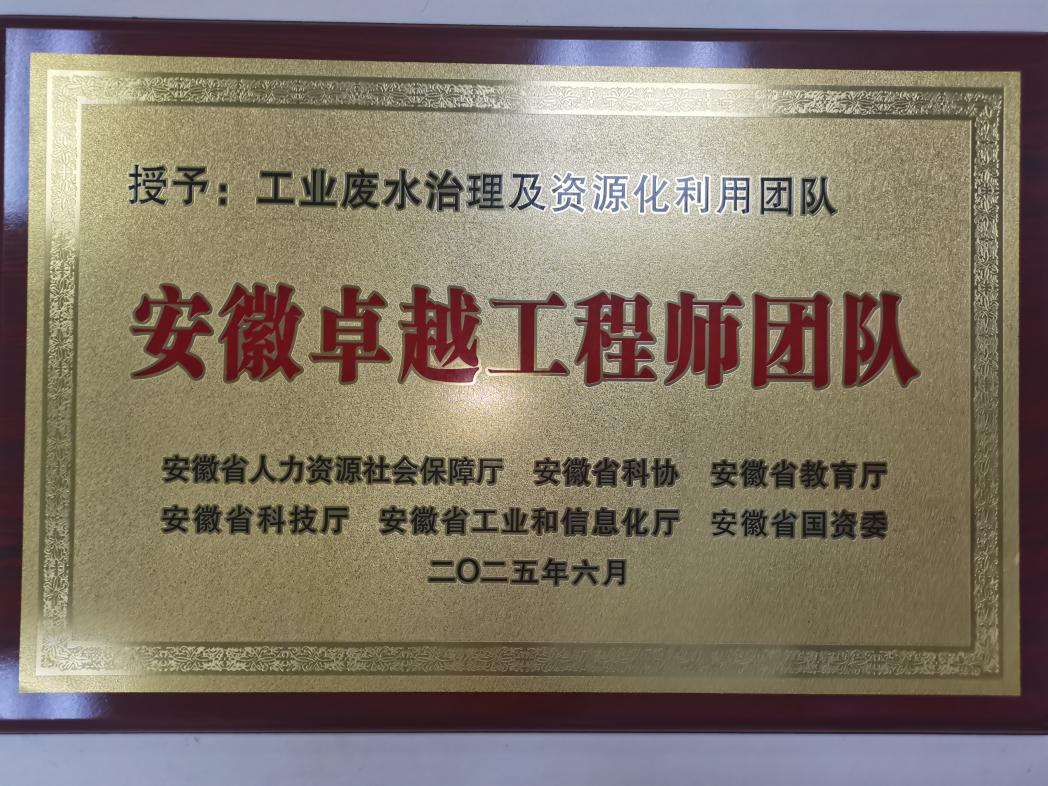 授予：工业废水治理及资源化利用团队
安徽卓越工程师团队
安徽省人力资源社会保障厅 安徽省科协 安徽省教育厅
安徽省科技厅 安徽省工业和信息化厅 安徽省国资委
二〇二五年六月